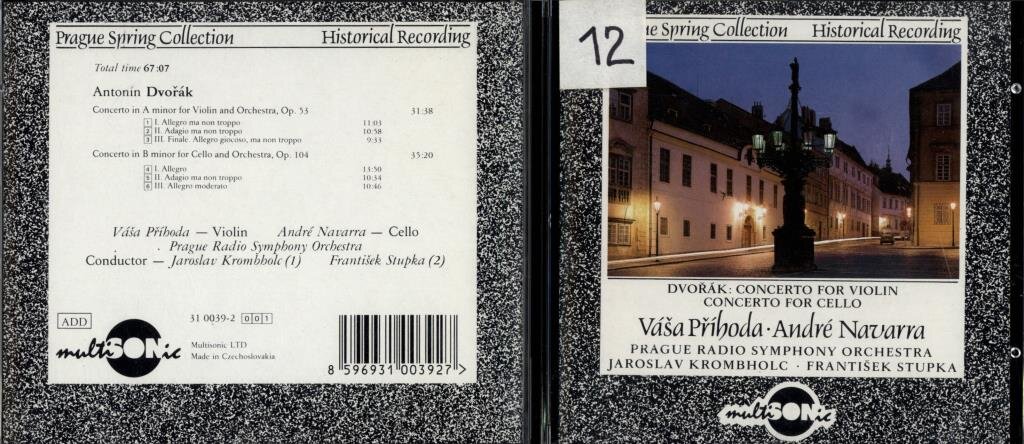 Prague Spring Collection Historical Recording
Total time 67:07
Antonín Dvořák
Concerto in A minor for Violin and Orchestra, Op. 53 31:38
1 I. Allegro ma non troppo 11:03
2 II. Adagio ma non troppo 10:58
3 III. Finale. Allegro giocoso, ma non troppo 9:33
Concerto in B minor for Cello and Orchestra, Op. 104 35:20
4 I. Allegro 13:50
5 II. Adagio ma non troppo 10:34
6 III. Allegro moderato 10:46
Váša Příhoda — Violin André Navarra — Cello
Prague Radio Symphony Orchestra
Conductor — Jaroslav Krombholc (1) František Stupka (2)
ADD
31 0039-2 0 0 1
multiSONic
Multisonic LTD
Made in Czechoslovakia
8 596931 003927 >
12
ue Spring Collection Historical Recording
DVOŘÁK: CONCERTO FOR VIOLIN
CONCERTO FOR CELLO
Váša Příhoda · André Navarra
PRAGUE RADIO SYMPHONY ORCHESTRA
JAROSLAV KROMBHOLC · FRANTIŠEK STUPKA
multiSONic